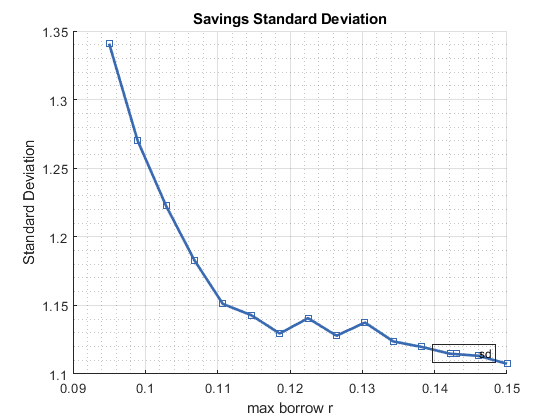 Savings Standard Deviation
1.35
1.3
1.25
1.2
1.15
1.1
Standard Deviation
sd
0.09 0.1 0.11 0.12 0.13 0.14 0.15
max borrow r